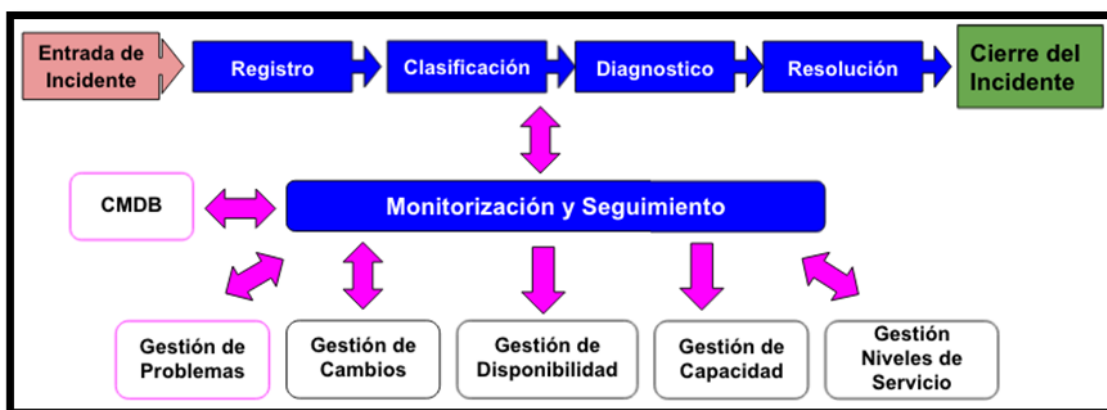 Entrada de
Incidente
Registro
Clasificación
Diagnostico
Resolución
Cierre del
Incidente
CMDB
Monitorización y Seguimiento
Gestión de
Problemas
Gestión de
Cambios
Gestión de
Disponibilidad
Gestión de
Capacidad
Gestión
Niveles de
Servicio